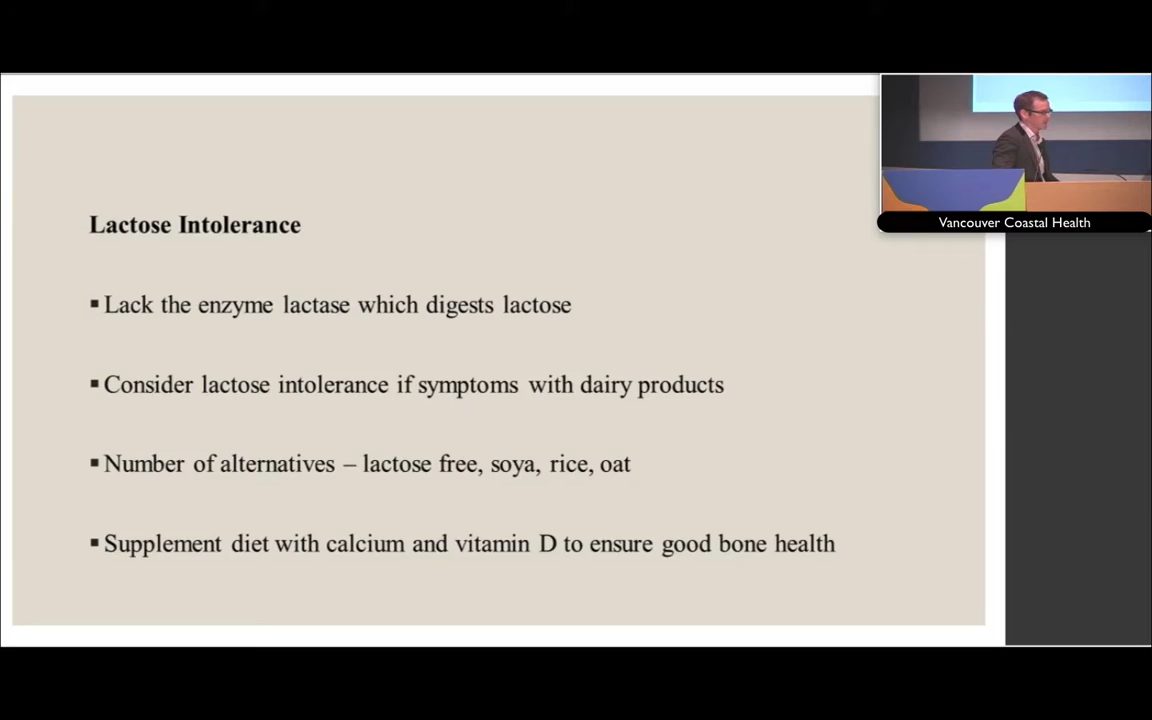 Vancouver Coastal Health
Lactose Intolerance
▪ Lack the enzyme lactase which digests lactose
▪ Consider lactose intolerance if symptoms with dairy products
▪ Number of alternatives – lactose free, soya, rice, oat
▪ Supplement diet with calcium and vitamin D to ensure good bone health